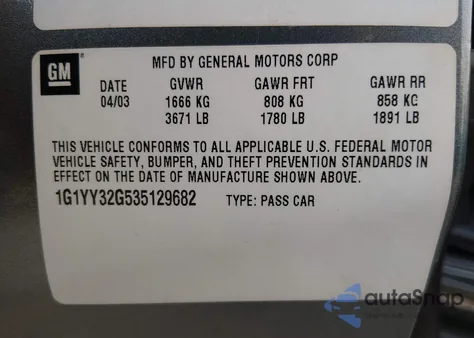 GM
MFD BY GENERAL MOTORS CORP
DATE GVWR GAWR FRT GAWR RR
04/03 1666 KG 808 KG 858 KG
3671 LB 1780 LB 1891 LB
THIS VEHICLE CONFORMS TO ALL APPLICABLE U.S. FEDERAL MOTOR
VEHICLE SAFETY, BUMPER, AND THEFT PREVENTION STANDARDS IN
EFFECT ON THE DATE OF MANUFACTURE SHOWN ABOVE.
1G1YY32G535129682 TYPE: PASS CAR
autoSnap